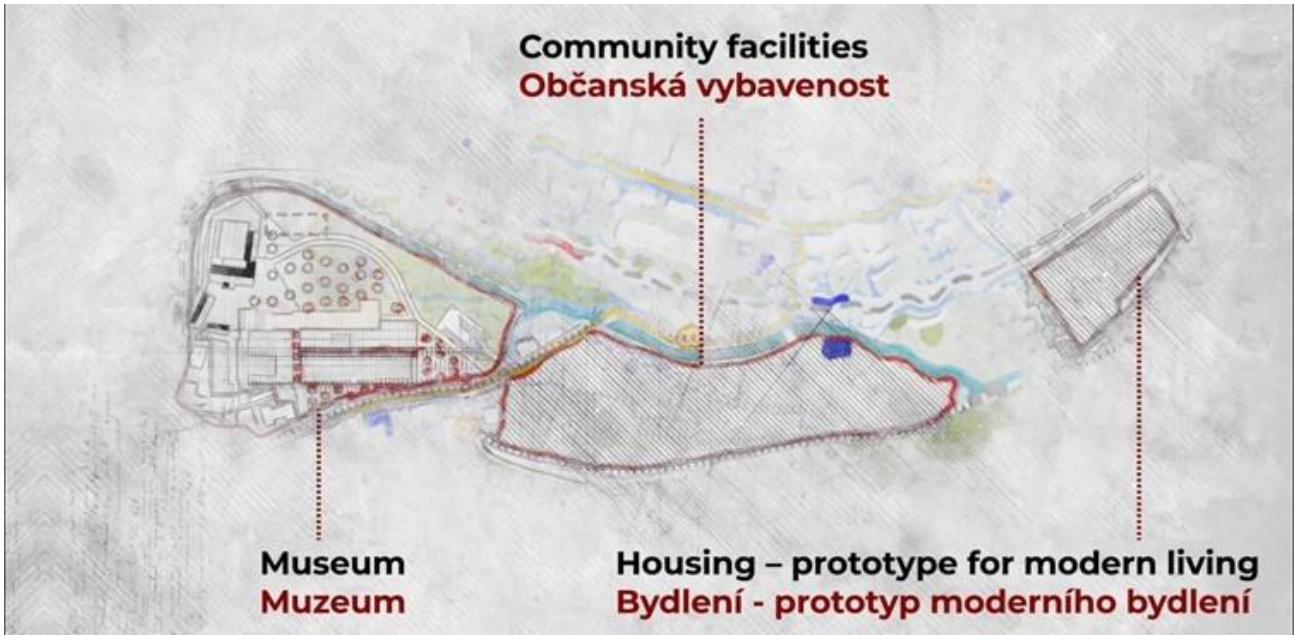 Community facilities
Občanská vybavenost
Museum
Muzeum
Housing – prototype for modern living
Bydlení - prototyp moderního bydlení